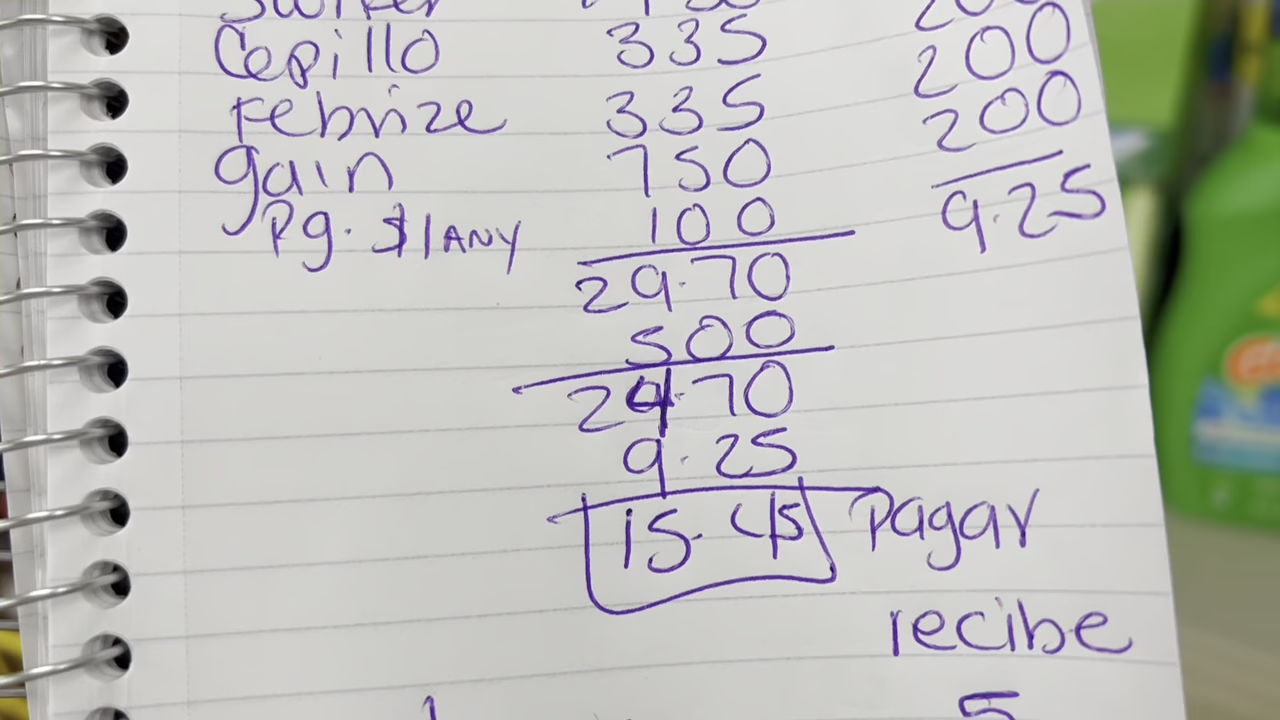 Cepillo 335 200
Febrize 335 200
gain 750
9.25
Pg. $1 ANY 100
29.70
500
24.70
9.25
15.45 Pagar
recibe
5